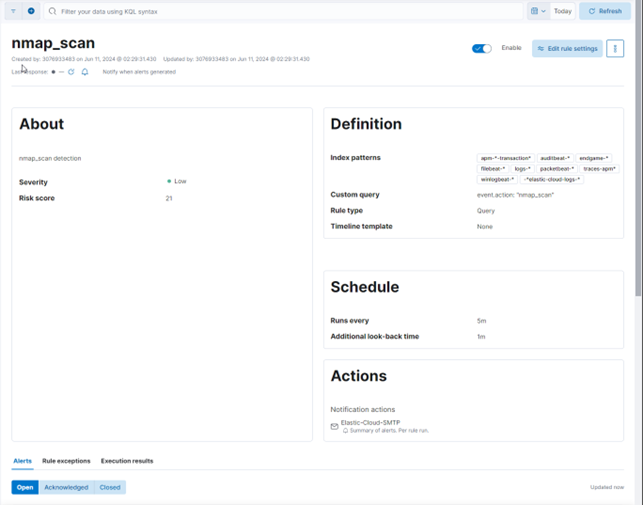 Filter your data using KQL syntax
Today
Refresh
nmap_scan
Created by: 3076933483 on Jun 11, 2024 @ 02:29:31.430 Updated by: 3076933483 on Jun 11, 2024 @ 02:29:31.430
Last response: —
Notify when alerts generated
Enable
Edit rule settings
About
nmap_scan detection
Severity Low
Risk score 21
Definition
Index patterns
apm-*-transaction* auditbeat-* endgame-*
filebeat-* logs-* packetbeat-* traces-apm*
winlogbeat-* -*elastic-cloud-logs-*
Custom query event.action: "nmap_scan"
Rule type Query
Timeline template None
Schedule
Runs every 5m
Additional look-back time 1m
Actions
Notification actions
Elastic-Cloud-SMTP
Summary of alerts. Per rule run.
Alerts Rule exceptions Execution results
Open Acknowledged Closed
Updated now